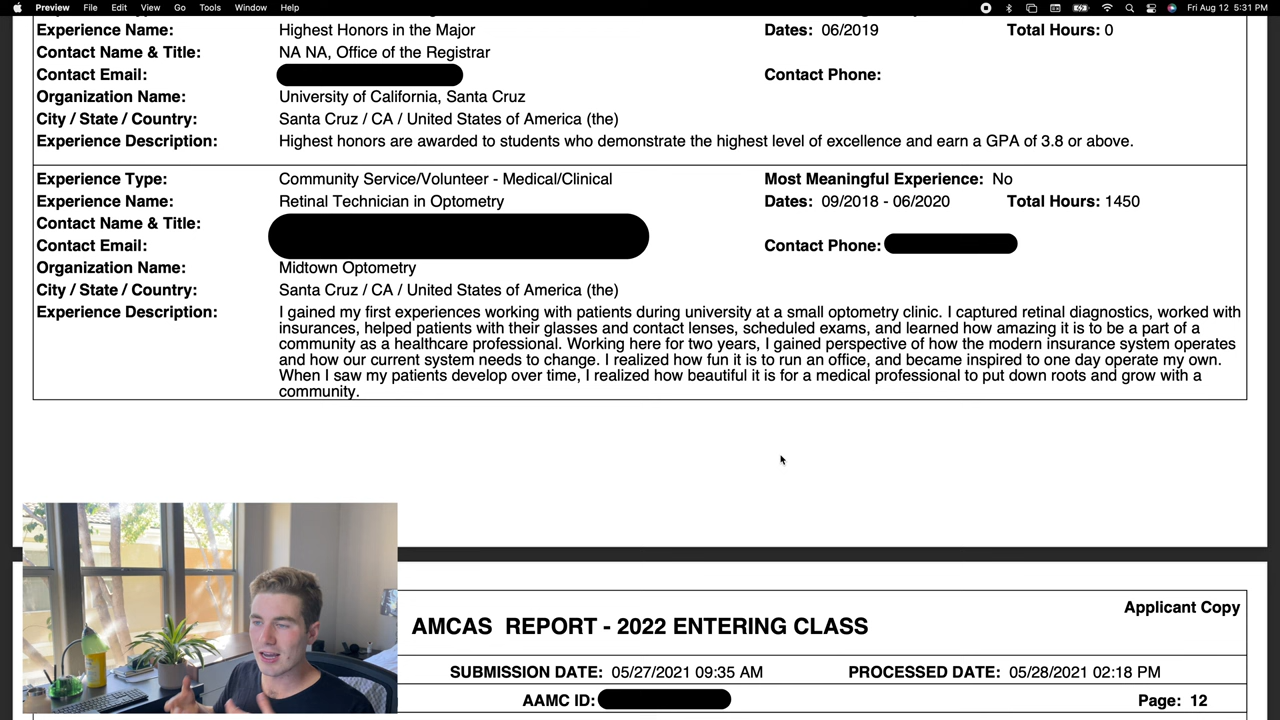 Preview File Edit View Go Tools Window Help Fri Aug 12 5:31 PM
Experience Name: Highest Honors in the Major Dates: 06/2019 Total Hours: 0
Contact Name & Title: NA NA, Office of the Registrar
Contact Email: Contact Phone:
Organization Name: University of California, Santa Cruz
City / State / Country: Santa Cruz / CA / United States of America (the)
Experience Description: Highest honors are awarded to students who demonstrate the highest level of excellence and earn a GPA of 3.8 or above.
Experience Type: Community Service/Volunteer - Medical/Clinical Most Meaningful Experience: No
Experience Name: Retinal Technician in Optometry Dates: 09/2018 - 06/2020 Total Hours: 1450
Contact Name & Title:
Contact Email: Contact Phone:
Organization Name: Midtown Optometry
City / State / Country: Santa Cruz / CA / United States of America (the)
Experience Description: I gained my first experiences working with patients during university at a small optometry clinic. I captured retinal diagnostics, worked with
insurances, helped patients with their glasses and contact lenses, scheduled exams, and learned how amazing it is to be a part of a
community as a healthcare professional. Working here for two years, I gained perspective of how the modern insurance system operates
and how our current system needs to change. I realized how fun it is to run an office, and became inspired to one day operate my own.
When I saw my patients develop over time, I realized how beautiful it is for a medical professional to put down roots and grow with a
community.
Applicant Copy
AMCAS REPORT - 2022 ENTERING CLASS
SUBMISSION DATE: 05/27/2021 09:35 AM PROCESSED DATE: 05/28/2021 02:18 PM
AAMC ID: Page: 12